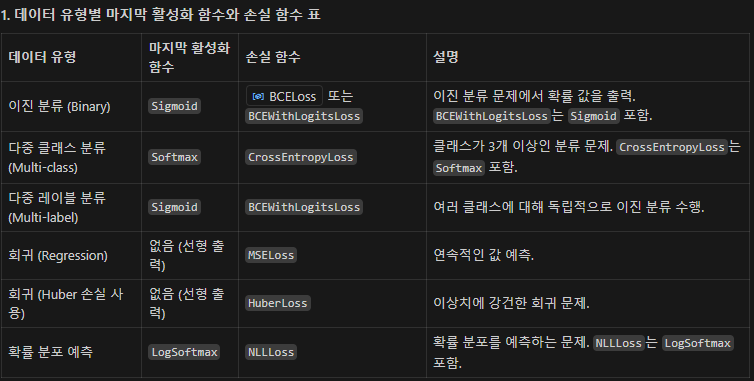 1. 데이터 유형별 마지막 활성화 함수와 손실 함수 표
데이터 유형
마지막 활성화
함수
손실 함수
설명
이진 분류 (Binary)
Sigmoid
BCELoss 또는
BCEWithLogitsLoss
이진 분류 문제에서 확률 값을 출력.
BCEWithLogitsLoss는 Sigmoid 포함.
다중 클래스 분류
(Multi-class)
Softmax
CrossEntropyLoss
클래스가 3개 이상인 분류 문제. CrossEntropyLoss는
Softmax 포함.
다중 레이블 분류
(Multi-label)
Sigmoid
BCEWithLogitsLoss
여러 클래스에 대해 독립적으로 이진 분류 수행.
회귀 (Regression)
없음 (선형 출
력)
MSELoss
연속적인 값 예측.
회귀 (Huber 손실 사
용)
없음 (선형 출
력)
HuberLoss
이상치에 강건한 회귀 문제.
확률 분포 예측
LogSoftmax
NLLLoss
확률 분포를 예측하는 문제. NLLLoss는 LogSoftmax
포함.